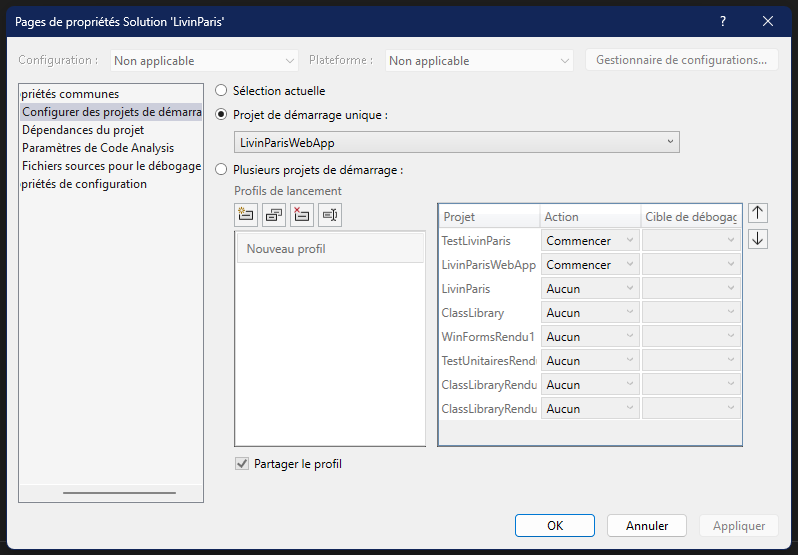 Pages de propriétés Solution 'LivinParis'
Configuration : Non applicable Plateforme : Non applicable Gestionnaire de configurations...
priétés communes
Configurer des projets de démarra
Dépendances du projet
Paramètres de Code Analysis
Fichiers sources pour le débogage
priétés de configuration
Sélection actuelle
Projet de démarrage unique :
LivinParisWebApp
Plusieurs projets de démarrage :
Profils de lancement
Nouveau profil
Projet Action Cible de débogag
TestLivinParis Commencer
LivinParisWebApp Commencer
LivinParis Aucun
ClassLibrary Aucun
WinFormsRendu1 Aucun
TestUnitairesRendu Aucun
ClassLibraryRendu Aucun
ClassLibraryRendu Aucun
Partager le profil
OK Annuler Appliquer